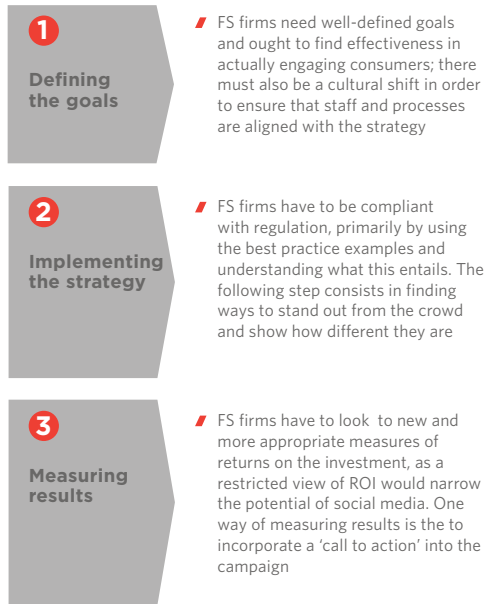 1
Defining
the goals
FS firms need well-defined goals
and ought to find effectiveness in
actually engaging consumers; there
must also be a cultural shift in order
to ensure that staff and processes
are aligned with the strategy
2
Implementing
the strategy
FS firms have to be compliant
with regulation, primarily by using
the best practice examples and
understanding what this entails. The
following step consists in finding
ways to stand out from the crowd
and show how different they are
3
Measuring
results
FS firms have to look to new and
more appropriate measures of
returns on the investment, as a
restricted view of ROI would narrow
the potential of social media. One
way of measuring results is the to
incorporate a ‘call to action’ into the
campaign